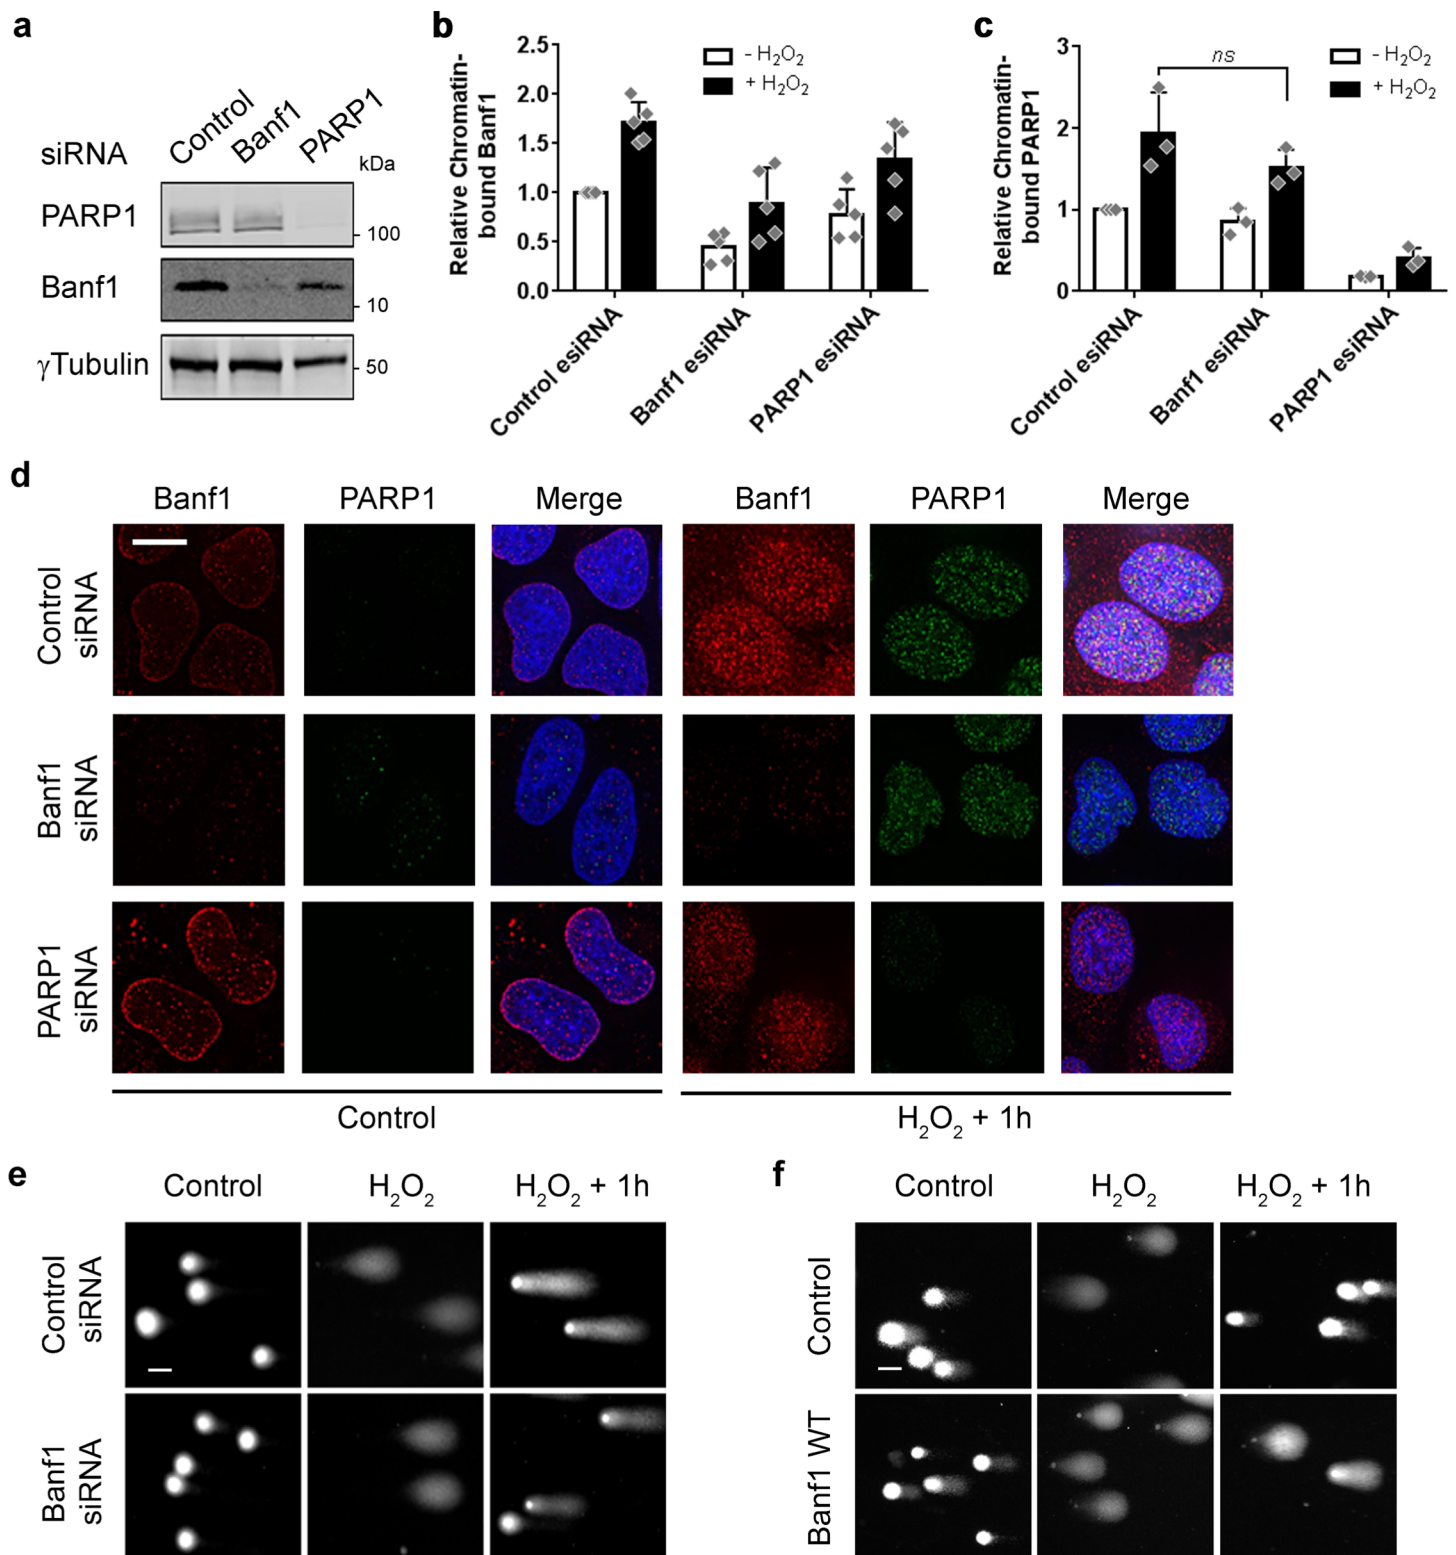 a
siRNA
Control
Banf1
PARP1
kDa
PARP1
100
Banf1
10
γTubulin
50
b
Relative Chromatin-
bound Banf1
2.5
2.0
1.5
1.0
0.5
0.0
- H₂O₂
+ H₂O₂
Control esiRNA
Banf1 esiRNA
PARP1 esiRNA
c
Relative Chromatin-
bound PARP1
3
2
1
0
ns
- H₂O₂
+ H₂O₂
Control esiRNA
Banf1 esiRNA
PARP1 esiRNA
d
Banf1 PARP1 Merge Banf1 PARP1 Merge
Control
siRNA
Banf1
siRNA
PARP1
siRNA
Control
H₂O₂ + 1h
e
Control H₂O₂ H₂O₂ + 1h
Control
siRNA
Banf1
siRNA
f
Control H₂O₂ H₂O₂ + 1h
Control
Banf1 WT